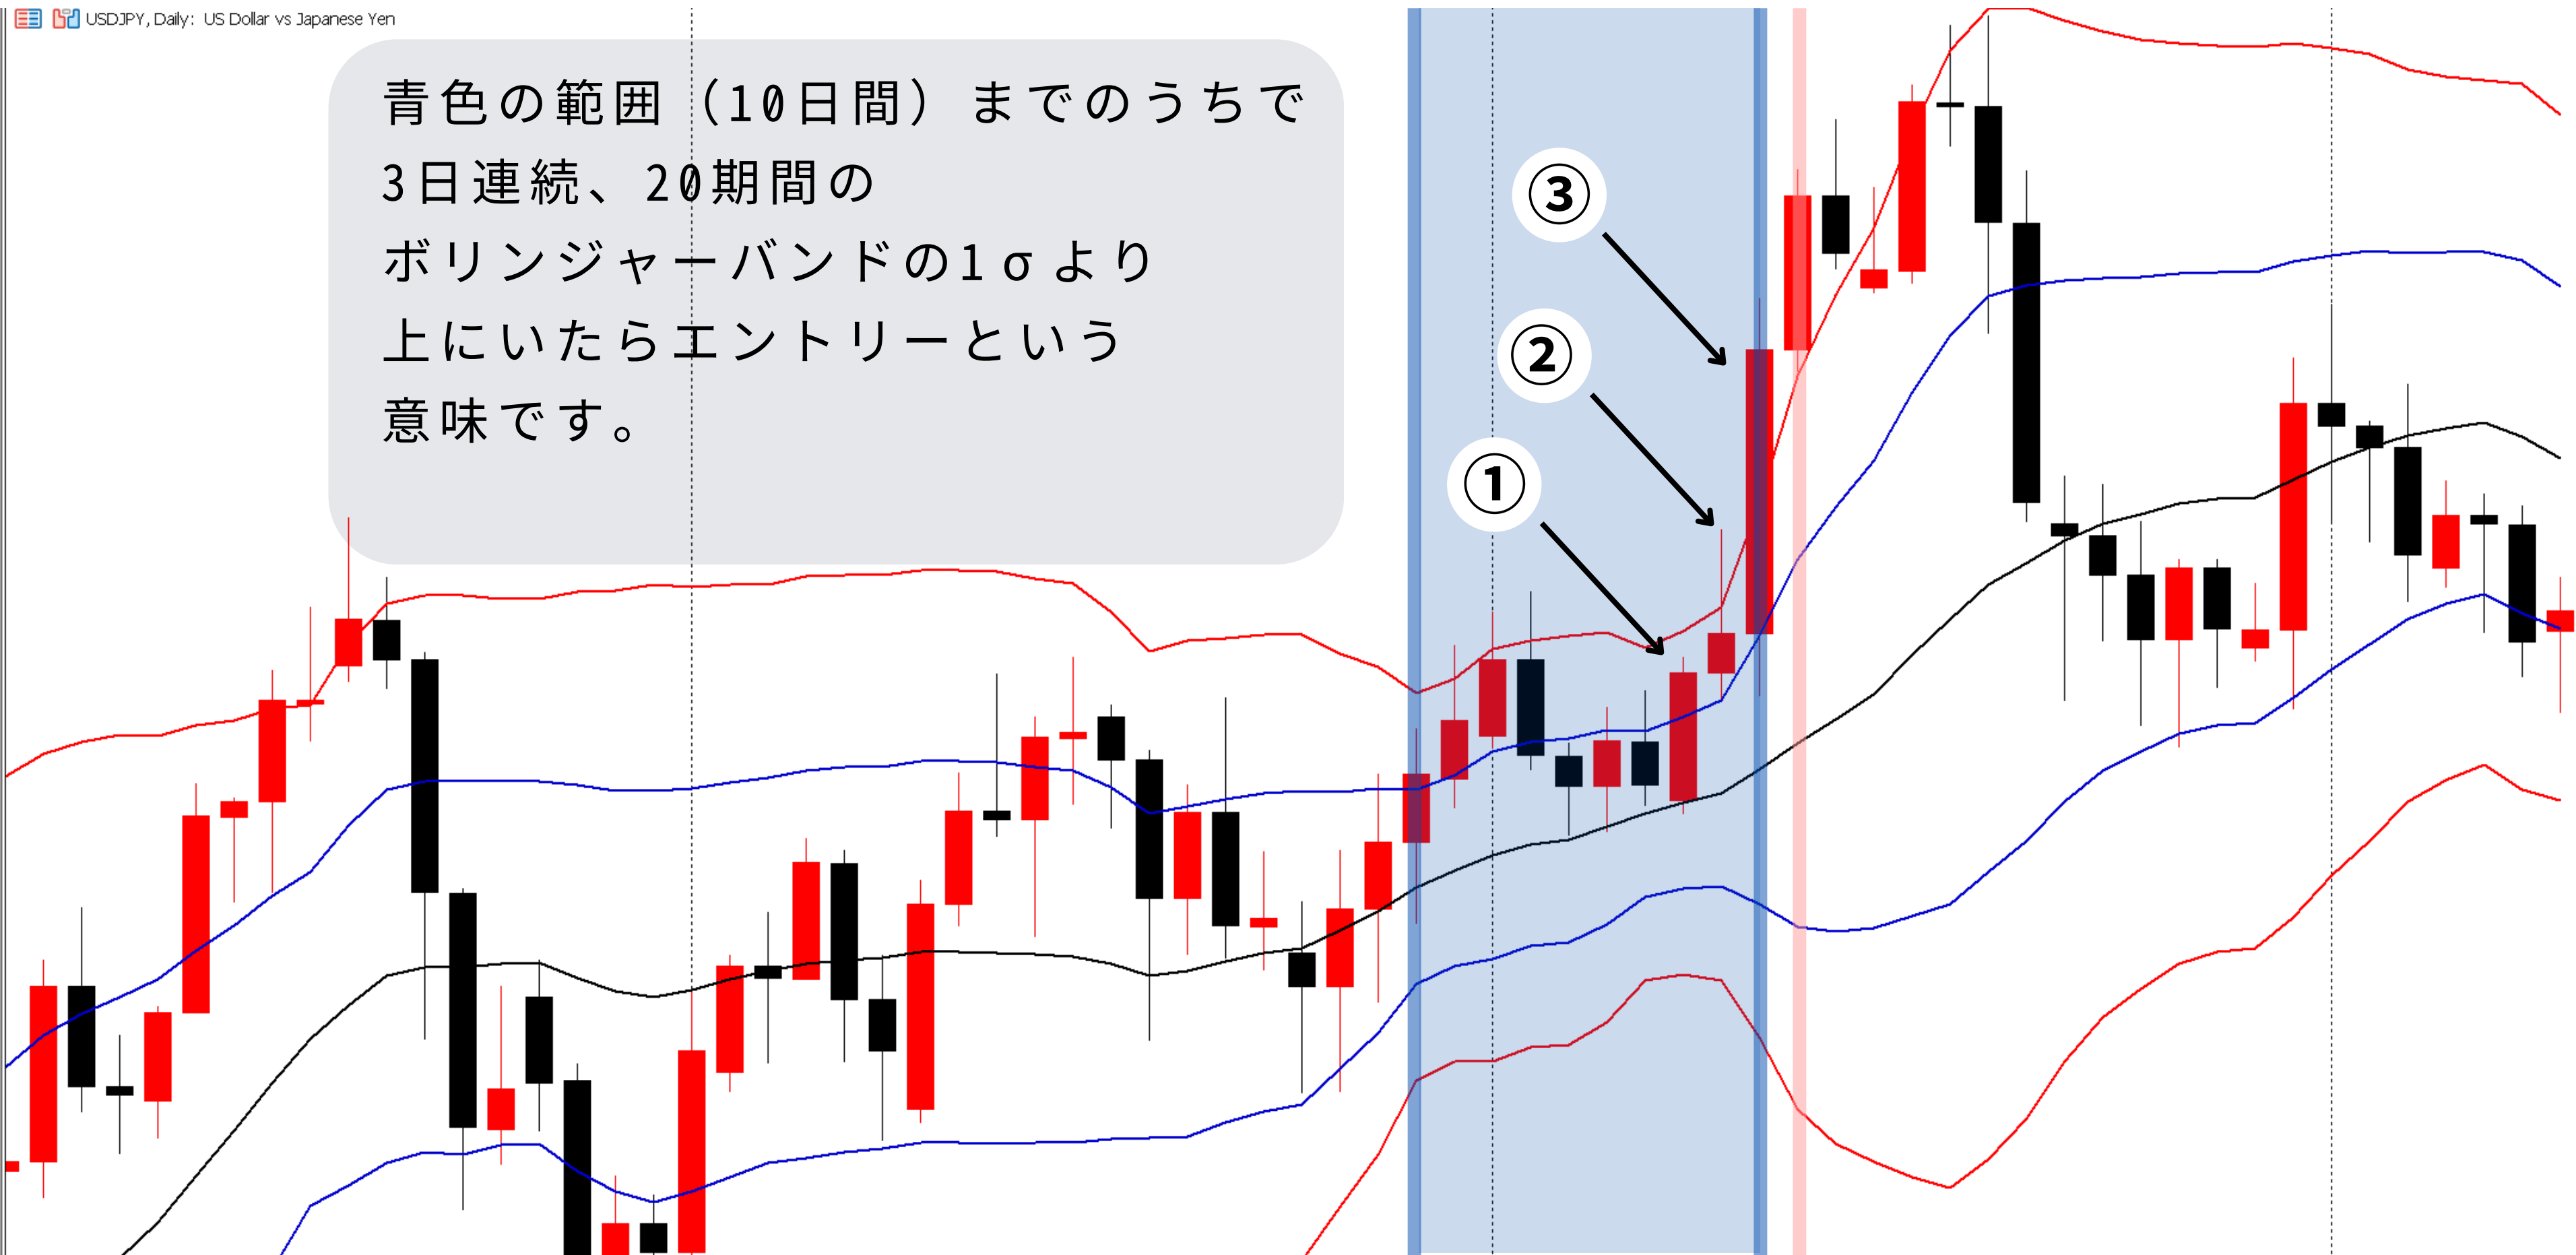 USDJPY, Daily: US Dollar vs Japanese Yen
青色の範囲（10日間）までのうちで
3日連続、20期間の
ボリンジャーバンドの1σより
上にいたらエントリーという
意味です。
③
②
①